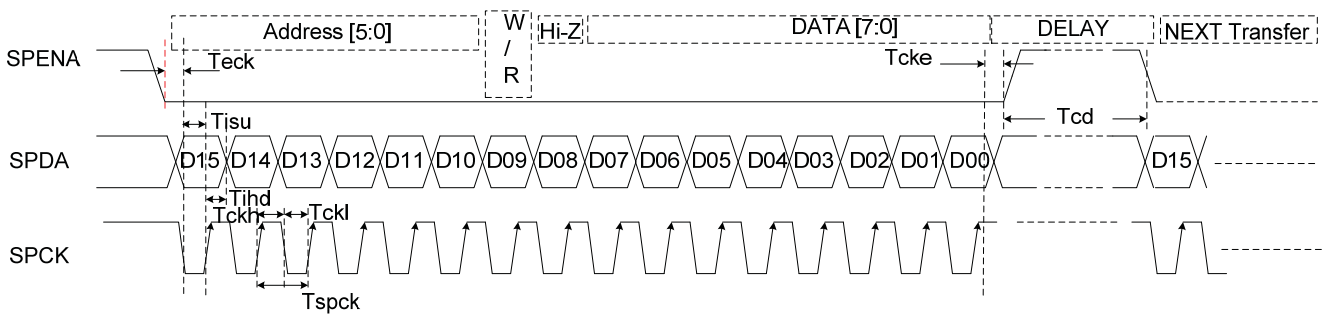 Address [5:0]
W
/
R
Hi-Z
DATA [7:0]
DELAY
NEXT Transfer
SPENA
Teck
Tcke
Tcd
Tisu
SPDA
D15
D14
D13
D12
D11
D10
D09
D08
D07
D06
D05
D04
D03
D02
D01
D00
D15
Tihd
Tckh
Tckl
SPCK
Tspck